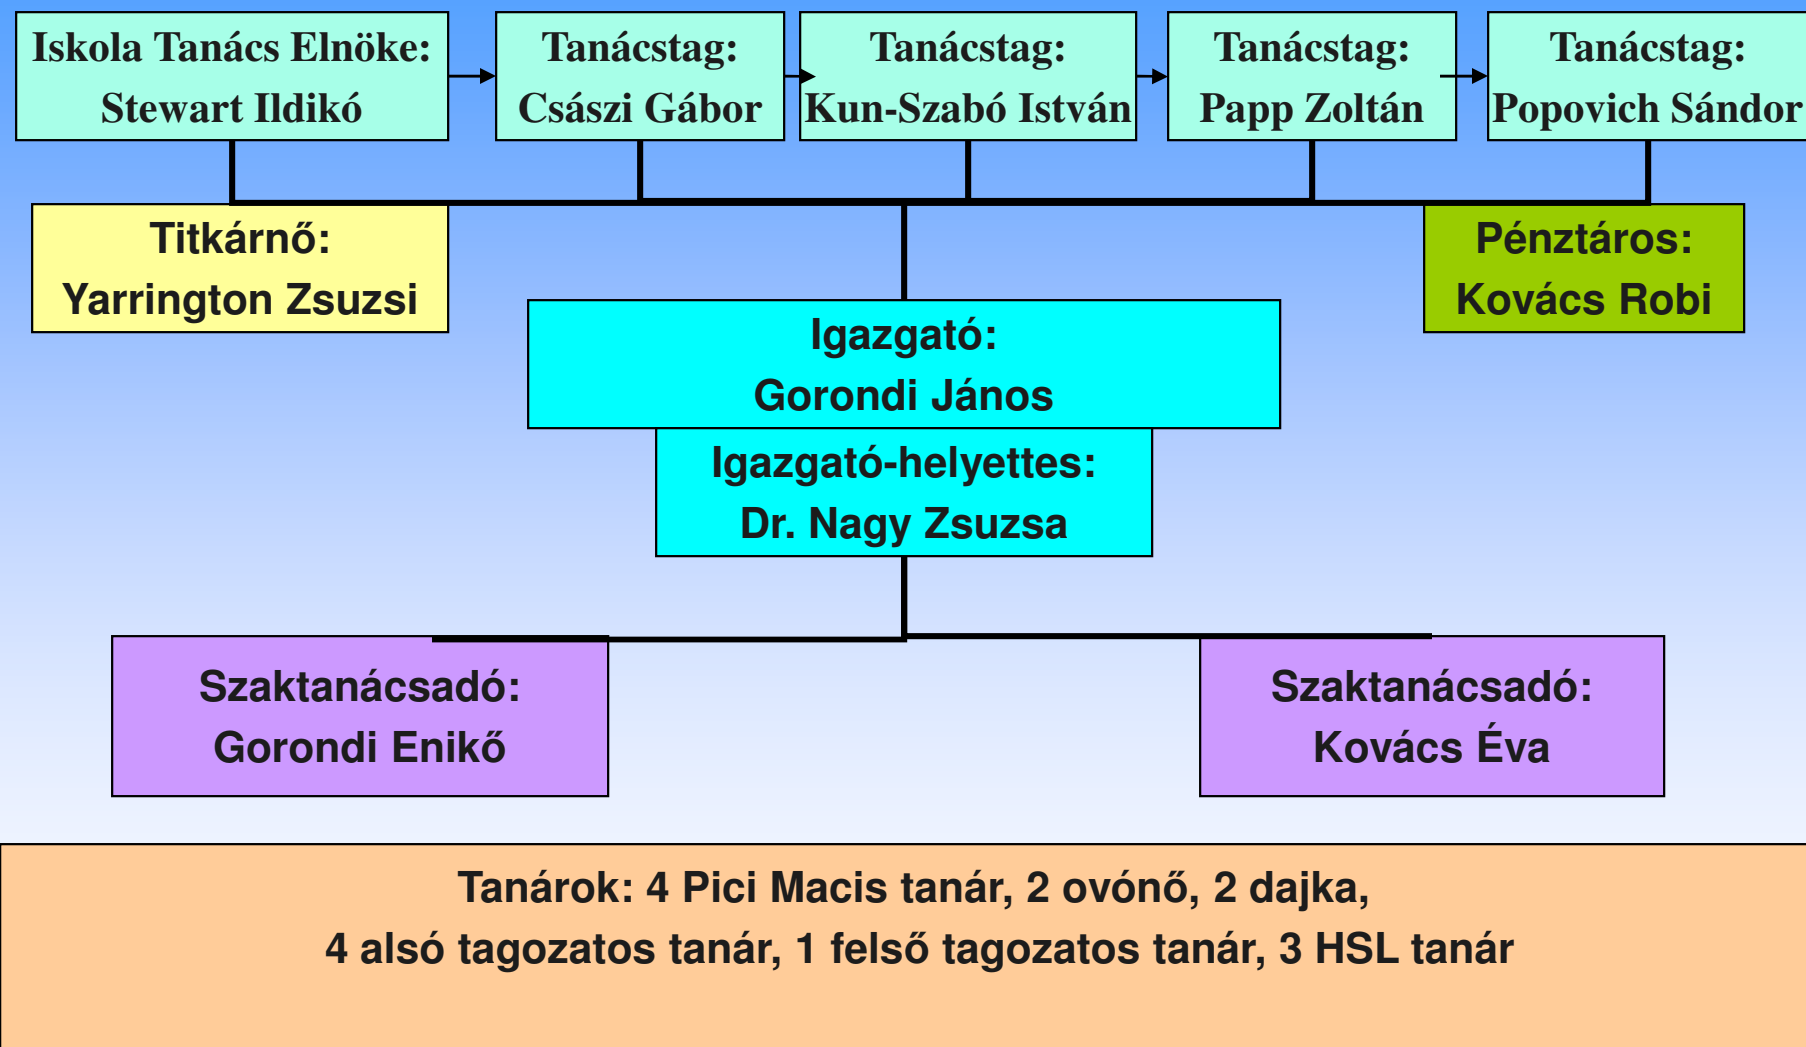 Iskola Tanács Elnöke:
Stewart Ildikó
Tanácstag:
Császi Gábor
Tanácstag:
Kun-Szabó István
Tanácstag:
Papp Zoltán
Tanácstag:
Popovich Sándor
Titkárnő:
Yarrington Zsuzsi
Pénztáros:
Kovács Robi
Igazgató:
Gorondi János
Igazgató-helyettes:
Dr. Nagy Zsuzsa
Szaktanácsadó:
Gorondi Enikő
Szaktanácsadó:
Kovács Éva
Tanárok: 4 Pici Macis tanár, 2 ovónő, 2 dajka,
4 alsó tagozatos tanár, 1 felső tagozatos tanár, 3 HSL tanár